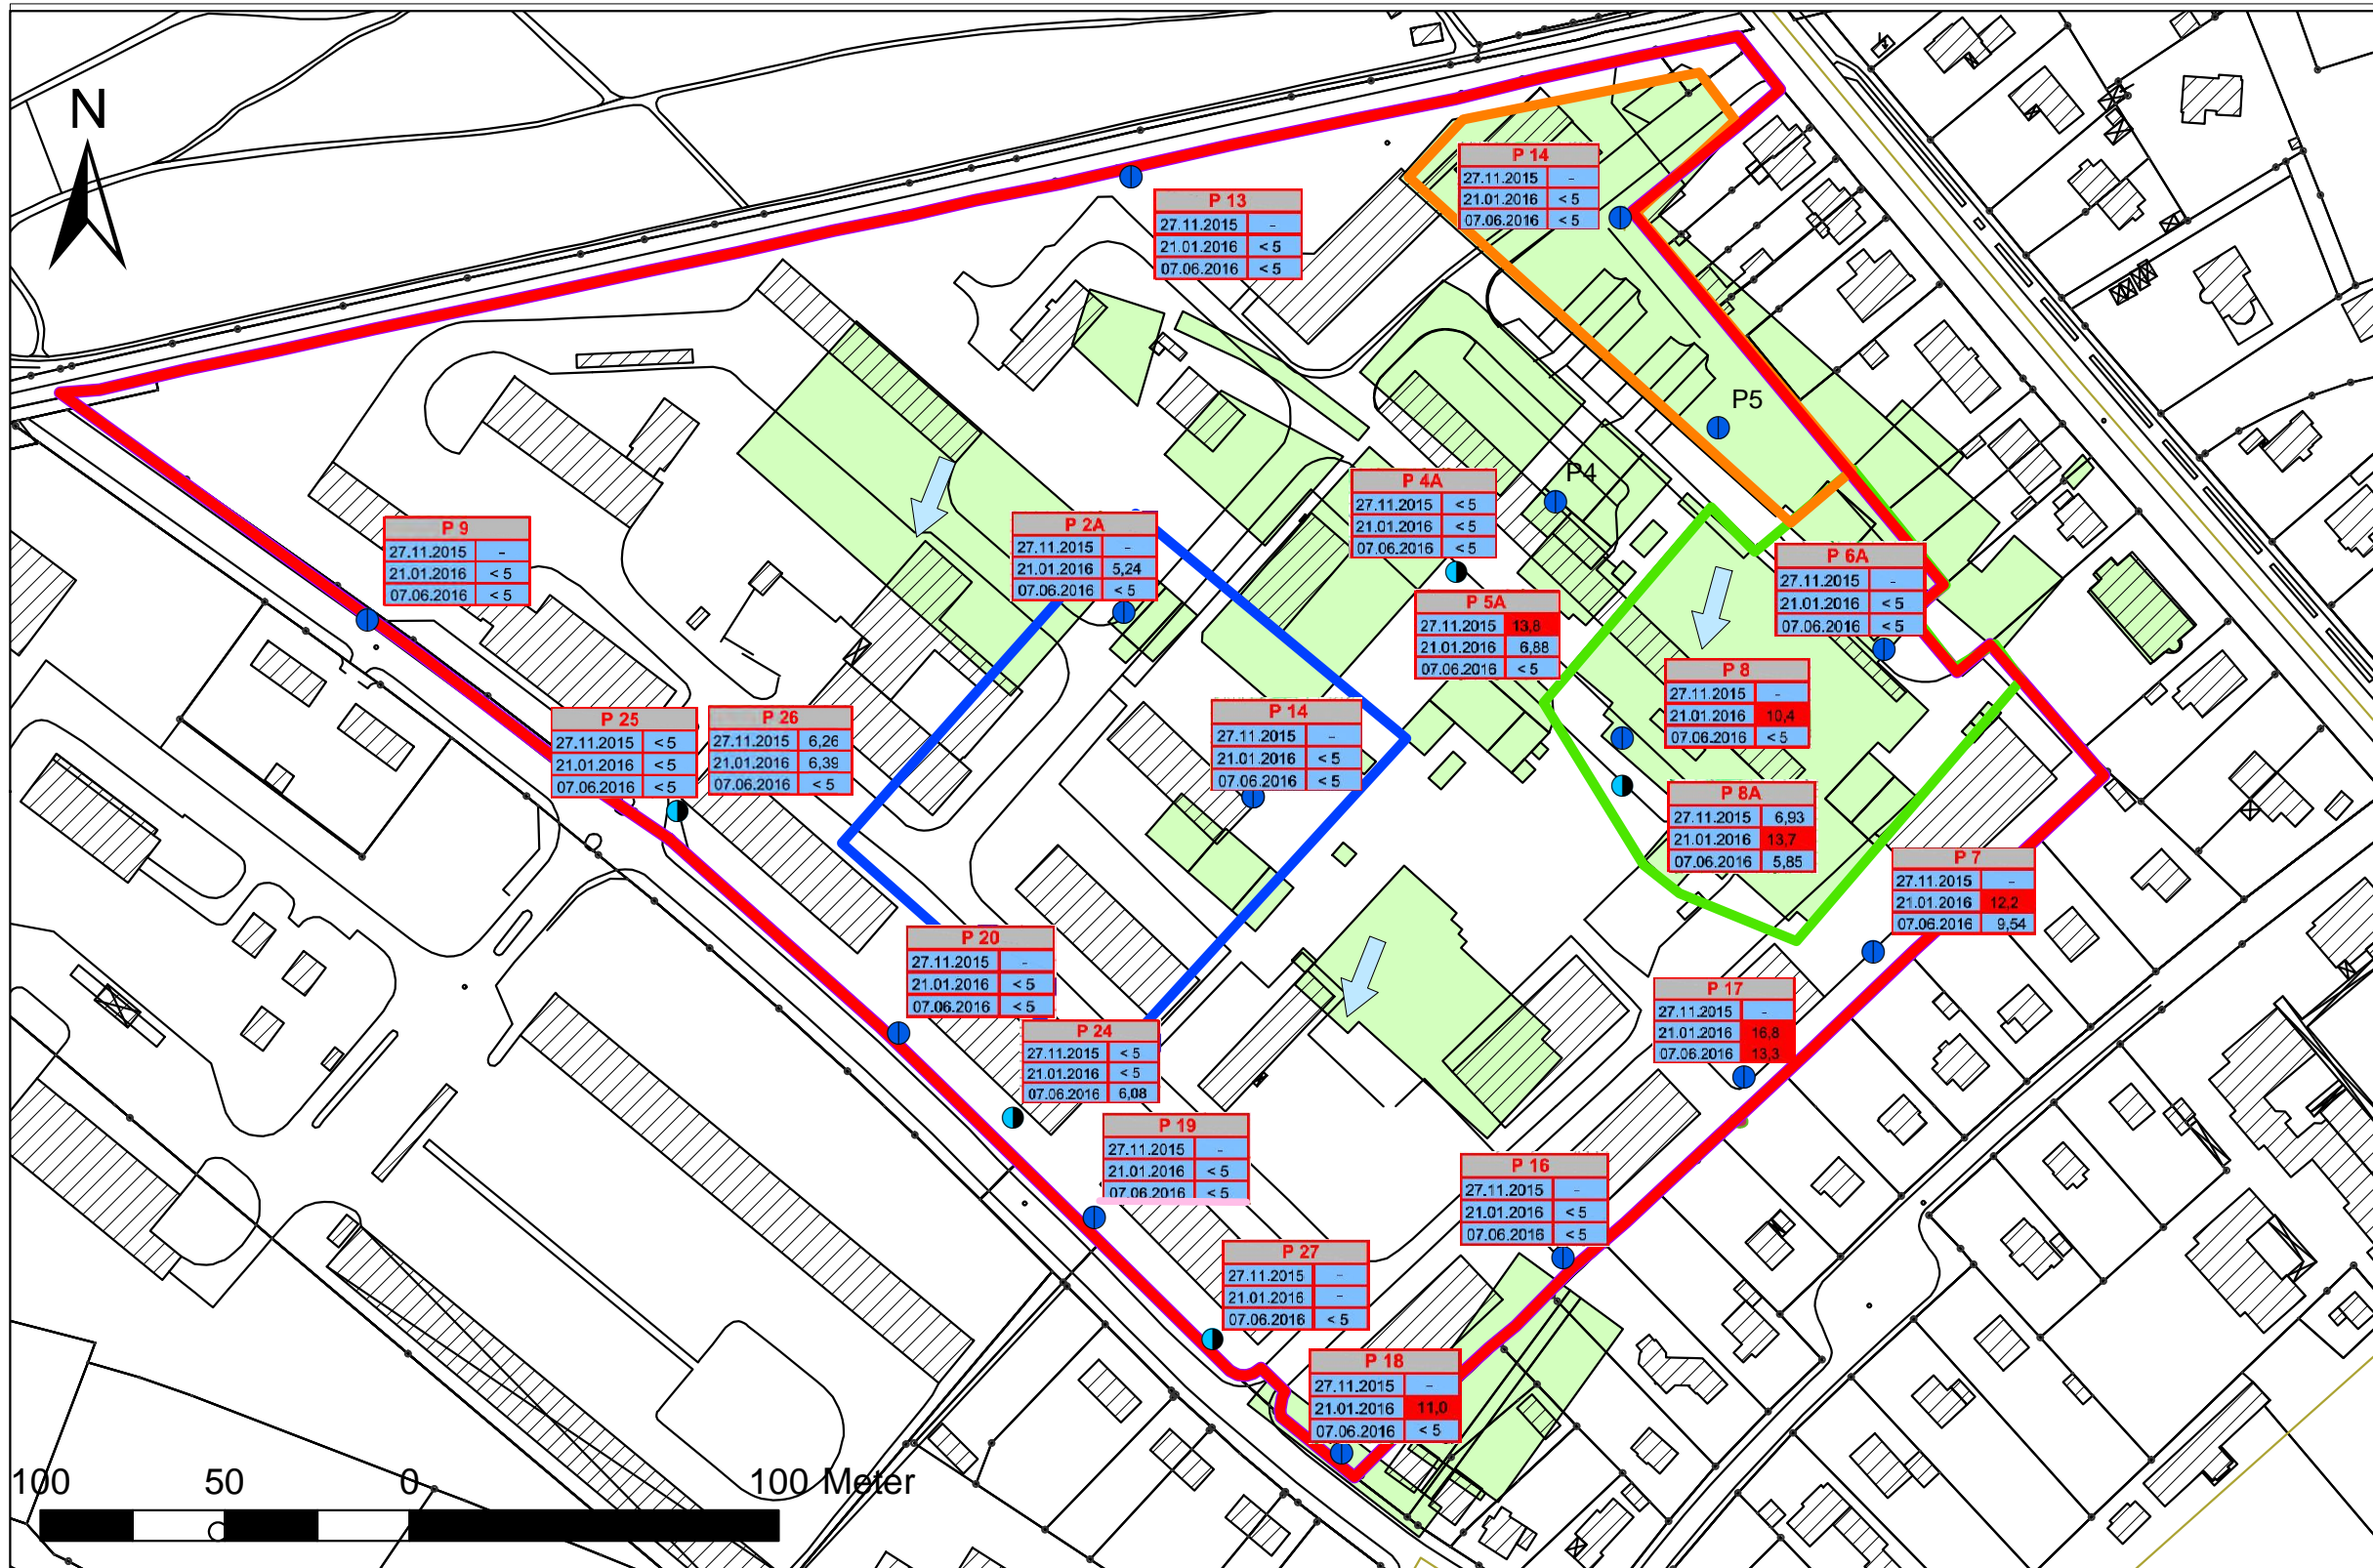 N
P 14
27.11.2015 -
21.01.2016 < 5
07.06.2016 < 5
P 13
27.11.2015 -
21.01.2016 < 5
07.06.2016 < 5
P5
P4
P 4A
27.11.2015 < 5
21.01.2016 < 5
07.06.2016 < 5
P 9
27.11.2015 -
21.01.2016 < 5
07.06.2016 < 5
P 2A
27.11.2015 -
21.01.2016 5,24
07.06.2016 < 5
P 6A
27.11.2015 -
21.01.2016 < 5
07.06.2016 < 5
P 5A
27.11.2015 13,8
21.01.2016 6,88
07.06.2016 < 5
P 8
27.11.2015 -
21.01.2016 10,4
07.06.2016 < 5
P 25
27.11.2015 < 5
21.01.2016 < 5
07.06.2016 < 5
P 26
27.11.2015 6,26
21.01.2016 6,39
07.06.2016 < 5
P 14
27.11.2015 -
21.01.2016 < 5
07.06.2016 < 5
P 8A
27.11.2015 6,93
21.01.2016 13,7
07.06.2016 5,85
P 7
27.11.2015 -
21.01.2016 12,2
07.06.2016 9,54
P 20
27.11.2015 -
21.01.2016 < 5
07.06.2016 < 5
P 17
27.11.2015 -
21.01.2016 16,8
07.06.2016 13,3
P 24
27.11.2015 < 5
21.01.2016 < 5
07.06.2016 6,08
P 19
27.11.2015 -
21.01.2016 < 5
07.06.2016 < 5
P 16
27.11.2015 -
21.01.2016 < 5
07.06.2016 < 5
P 27
27.11.2015 -
21.01.2016 -
07.06.2016 < 5
P 18
27.11.2015 -
21.01.2016 11,0
07.06.2016 < 5
100 50 0 100 Meter